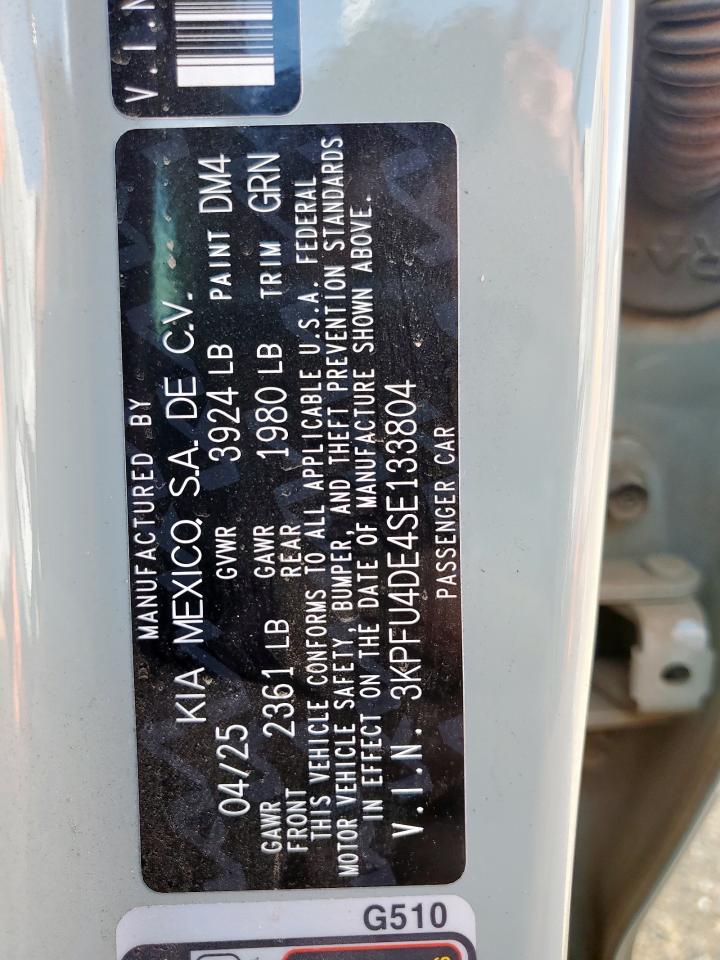 V.I.N
MANUFACTURED BY
KIA MEXICO, S.A. DE C.V.
04/25 GVWR 3924 LB PAINT DM4
GAWR FRONT 2361 LB GAWR REAR 1980 LB TRIM GRN
THIS VEHICLE CONFORMS TO ALL APPLICABLE U.S.A. FEDERAL
MOTOR VEHICLE SAFETY, BUMPER, AND THEFT PREVENTION STANDARDS
IN EFFECT ON THE DATE OF MANUFACTURE SHOWN ABOVE.
V.I.N. 3KPFU4DE4SE133804
PASSENGER CAR
G510